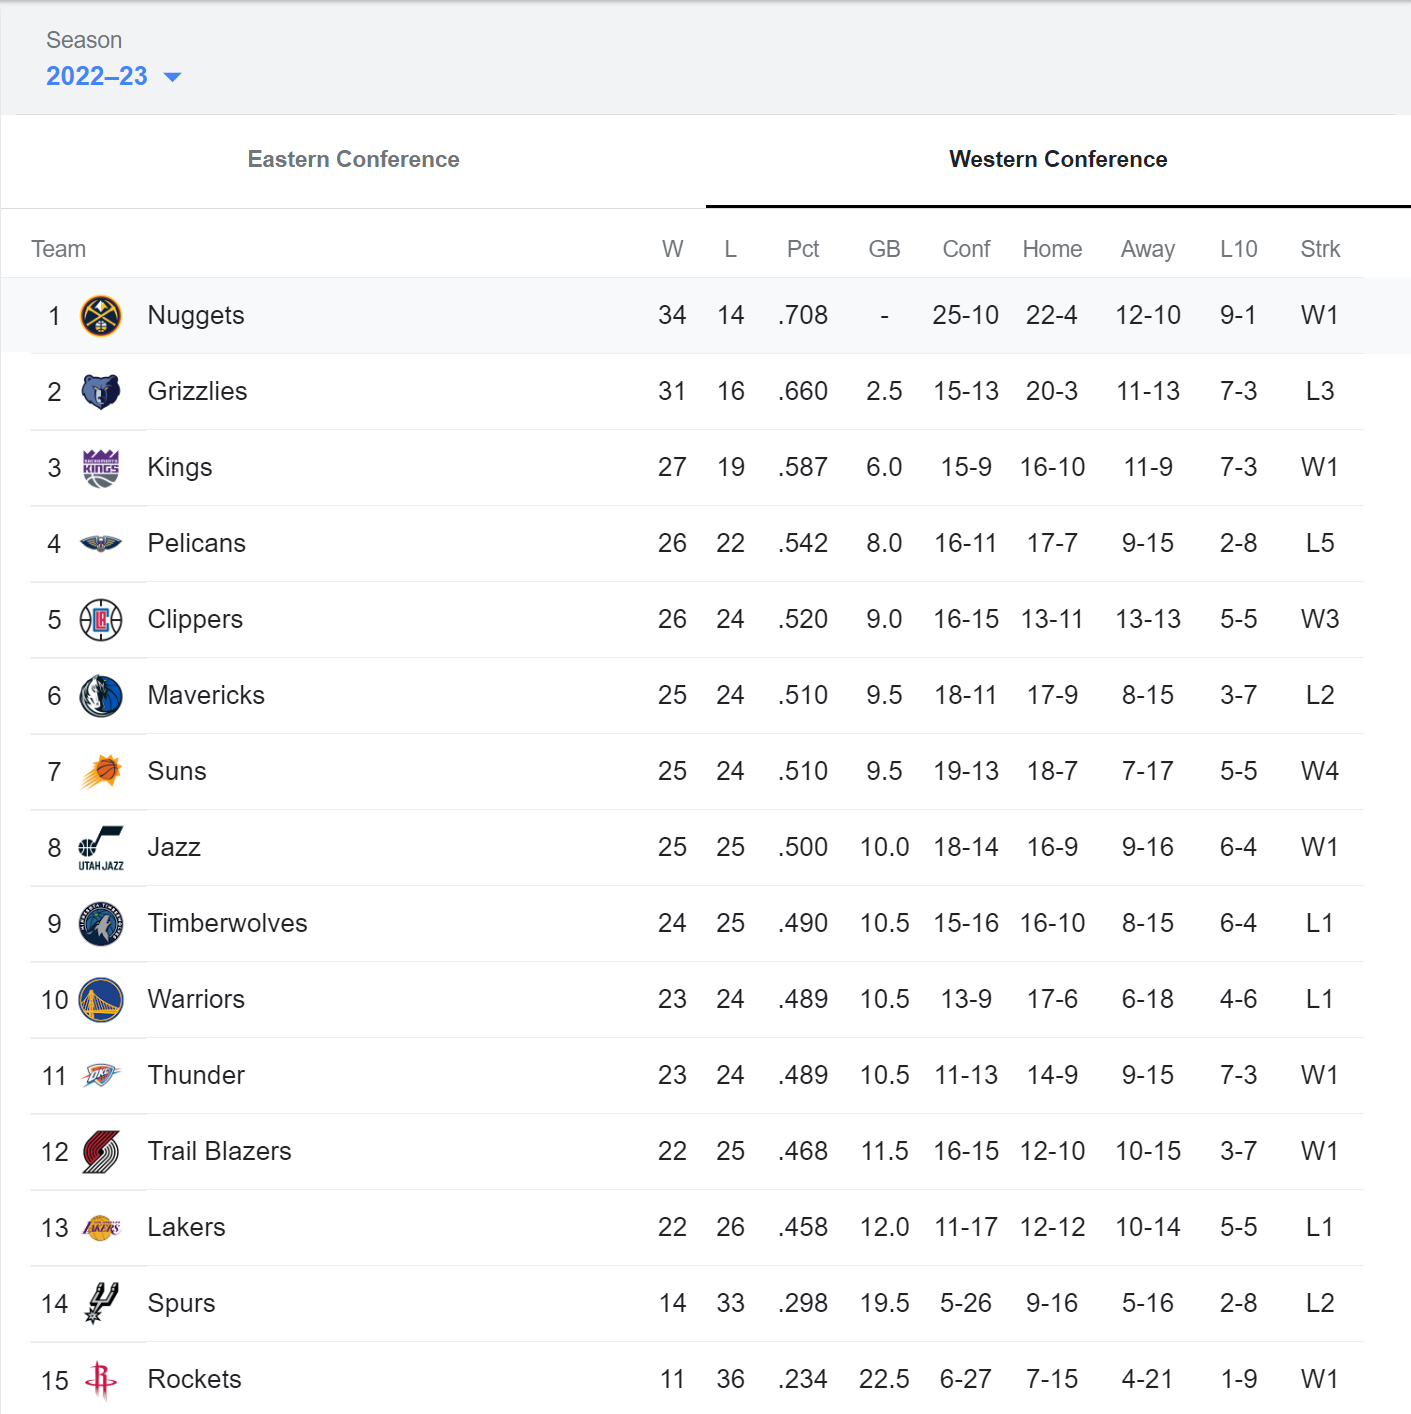 Season
2022–23
Eastern Conference Western Conference
Team W L Pct GB Conf Home Away L10 Strk
1 Nuggets 34 14 .708 - 25-10 22-4 12-10 9-1 W1
2 Grizzlies 31 16 .660 2.5 15-13 20-3 11-13 7-3 L3
3 KINGS Kings 27 19 .587 6.0 15-9 16-10 11-9 7-3 W1
4 Pelicans 26 22 .542 8.0 16-11 17-7 9-15 2-8 L5
5 Clippers 26 24 .520 9.0 16-15 13-11 13-13 5-5 W3
6 Mavericks 25 24 .510 9.5 18-11 17-9 8-15 3-7 L2
7 Suns 25 24 .510 9.5 19-13 18-7 7-17 5-5 W4
8 UTAH JAZZ Jazz 25 25 .500 10.0 18-14 16-9 9-16 6-4 W1
9 Timberwolves 24 25 .490 10.5 15-16 16-10 8-15 6-4 L1
10 Warriors 23 24 .489 10.5 13-9 17-6 6-18 4-6 L1
11 OKC Thunder 23 24 .489 10.5 11-13 14-9 9-15 7-3 W1
12 Trail Blazers 22 25 .468 11.5 16-15 12-10 10-15 3-7 W1
13 LAKERS Lakers 22 26 .458 12.0 11-17 12-12 10-14 5-5 L1
14 Spurs 14 33 .298 19.5 5-26 9-16 5-16 2-8 L2
15 R Rockets 11 36 .234 22.5 6-27 7-15 4-21 1-9 W1